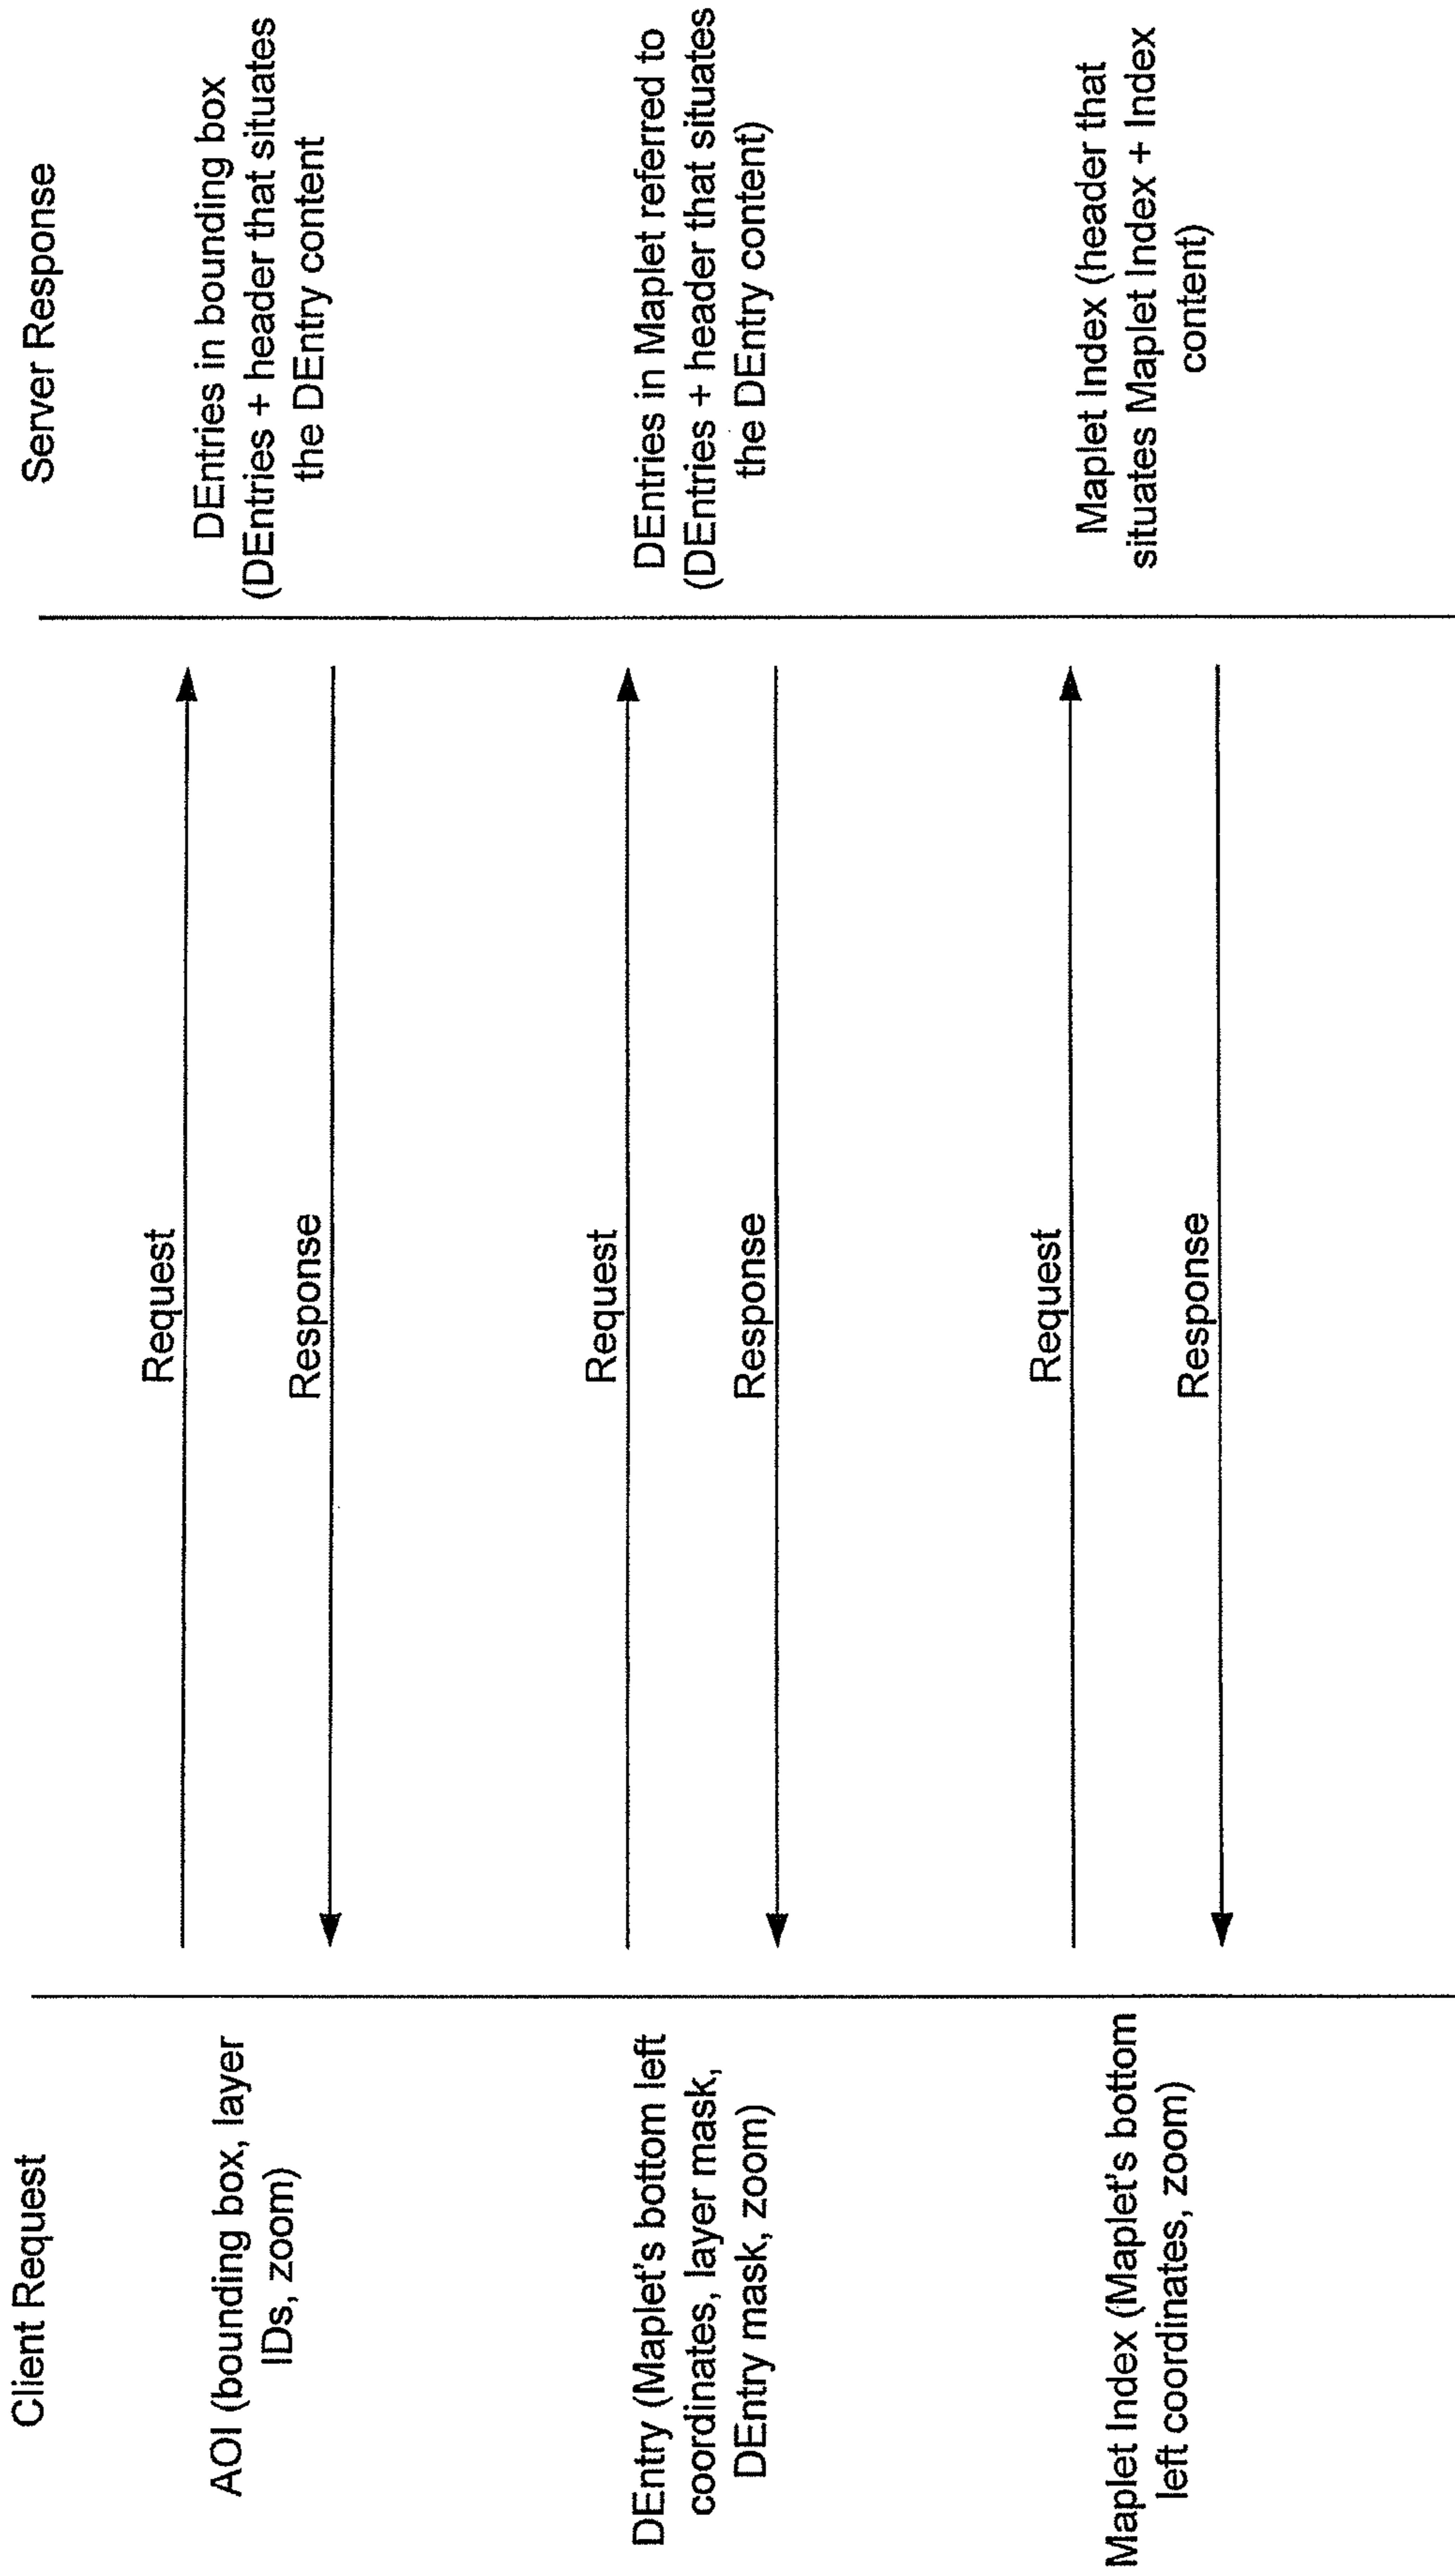 Client Request
Server Response
AOI (bounding box, layer
IDs, zoom)
Request
Response
DEntries in bounding box
(DEntries + header that situates
the DEntry content
DEntry (Maplet's bottom left
coordinates, layer mask,
DEntry mask, zoom)
Request
Response
DEntries in Maplet referred to
(DEntries + header that situates
the DEntry content)
Maplet Index (Maplet's bottom
left coordinates, zoom)
Request
Response
Maplet Index (header that
situates Maplet Index + Index
content)